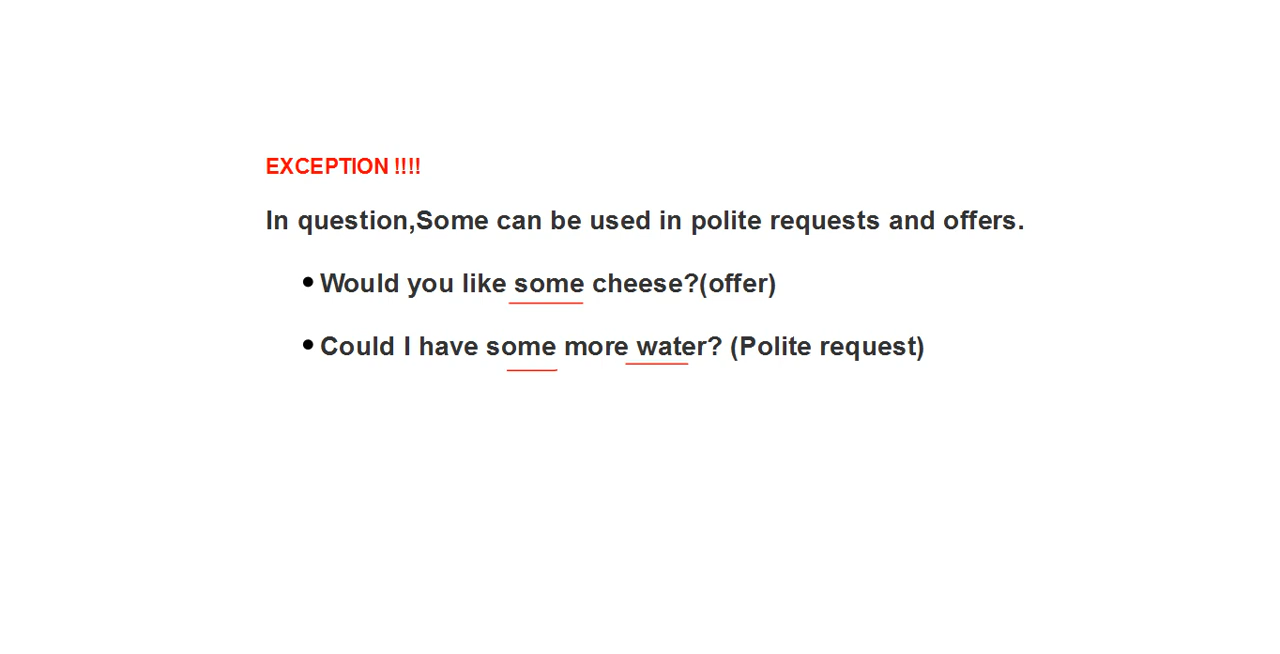 EXCEPTION !!!!
In question,Some can be used in polite requests and offers.
• Would you like some cheese?(offer)
• Could I have some more water? (Polite request)